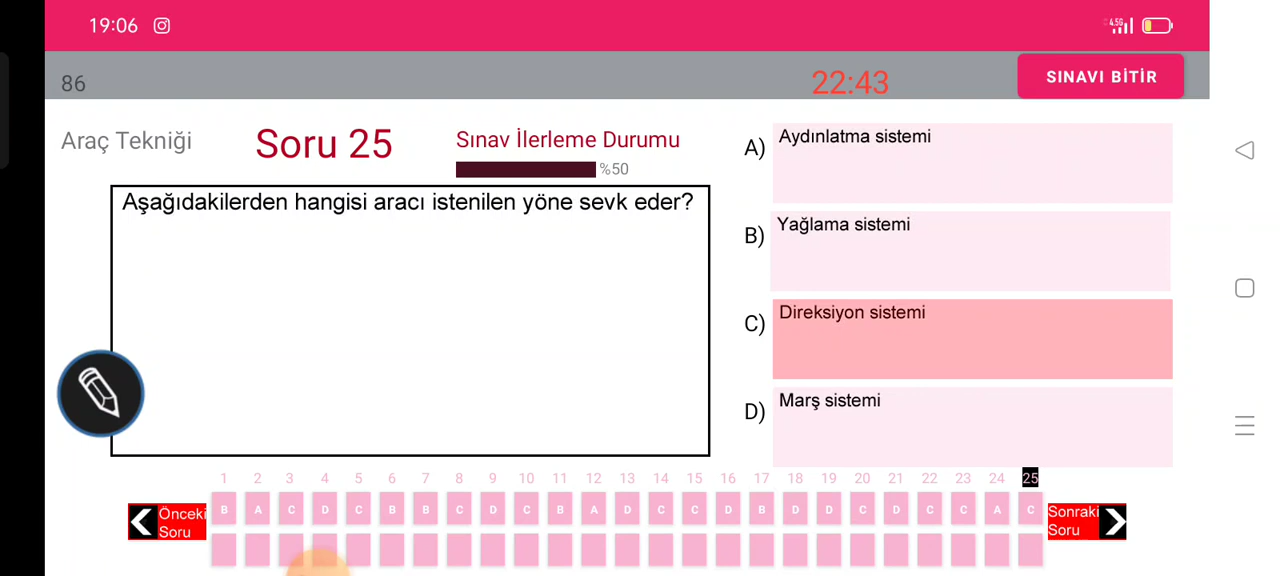 19:06
4.5G
86
22:43
SINAVI BİTİR
Araç Tekniği
Soru 25
Sınav İlerleme Durumu
%50
Aşağıdakilerden hangisi aracı istenilen yöne sevk eder?
A) Aydınlatma sistemi
B) Yağlama sistemi
C) Direksiyon sistemi
D) Marş sistemi
1 2 3 4 5 6 7 8 9 10 11 12 13 14 15 16 17 18 19 20 21 22 23 24 25
Önceki
Soru
B A C D C B B C D C B A D C C D B D D C D C C A C
Sonraki
Soru